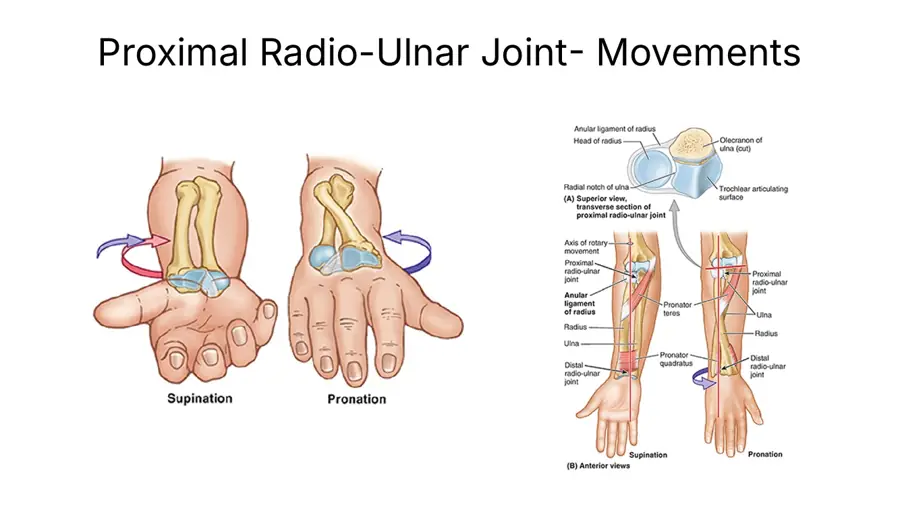 Proximal Radio-Ulnar Joint- Movements
Supination
Pronation
Anular ligament of radius
Head of radius
Olecranon of
ulna (cut)
Radial notch of ulna
Trochlear articulating
surface
(A) Superior view,
transverse section of
proximal radio-ulnar joint
Axis of rotary
movement
Proximal
radio-ulnar
joint
Anular
ligament
of radius
Radius
Ulna
Distal
radio-ulnar
joint
Pronator
teres
Pronator
quadratus
Proximal
radio-ulnar
joint
Ulna
Radius
Distal
radio-ulnar
joint
Supination
Pronation
(B) Anterior views